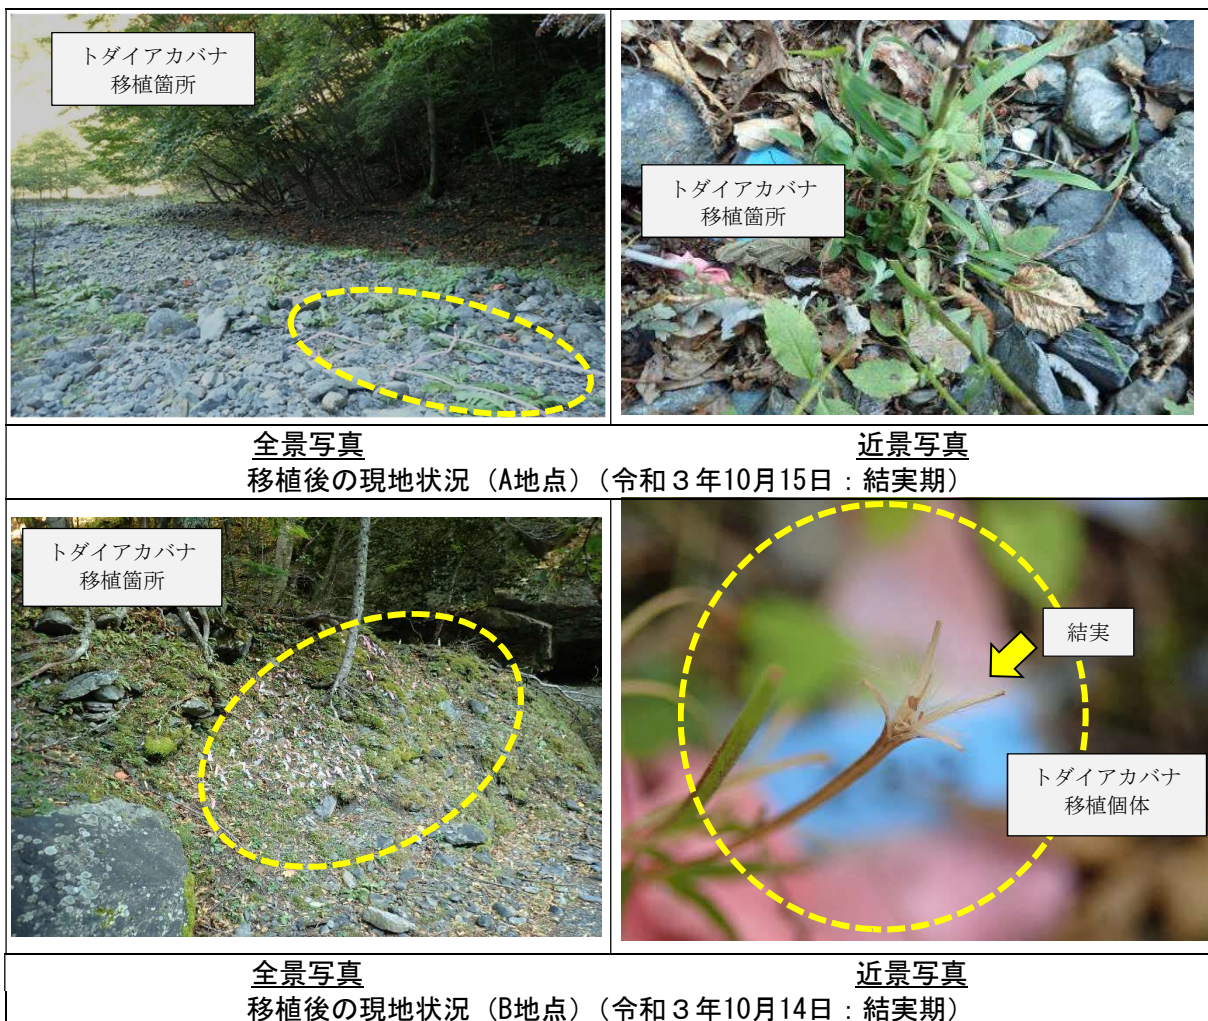 トダイアカバナ
移植箇所
トダイアカバナ
移植箇所
全景写真
近景写真
移植後の現地状況（A地点）（令和３年10月15日：結実期）
トダイアカバナ
移植箇所
結実
トダイアカバナ
移植個体
全景写真
近景写真
移植後の現地状況（B地点）（令和３年10月14日：結実期）